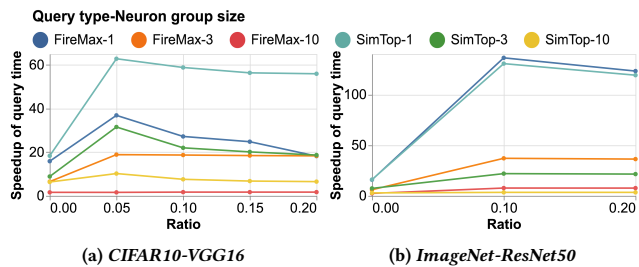 Query type-Neuron group size
FireMax-1 FireMax-3 FireMax-10 SimTop-1 SimTop-3 SimTop-10
Speedup of query time
60
40
20
0
0.00 0.05 0.10 0.15 0.20
Ratio
(a) CIFAR10-VGG16
Speedup of query time
100
50
0
0.00 0.10 0.20
Ratio
(b) ImageNet-ResNet50